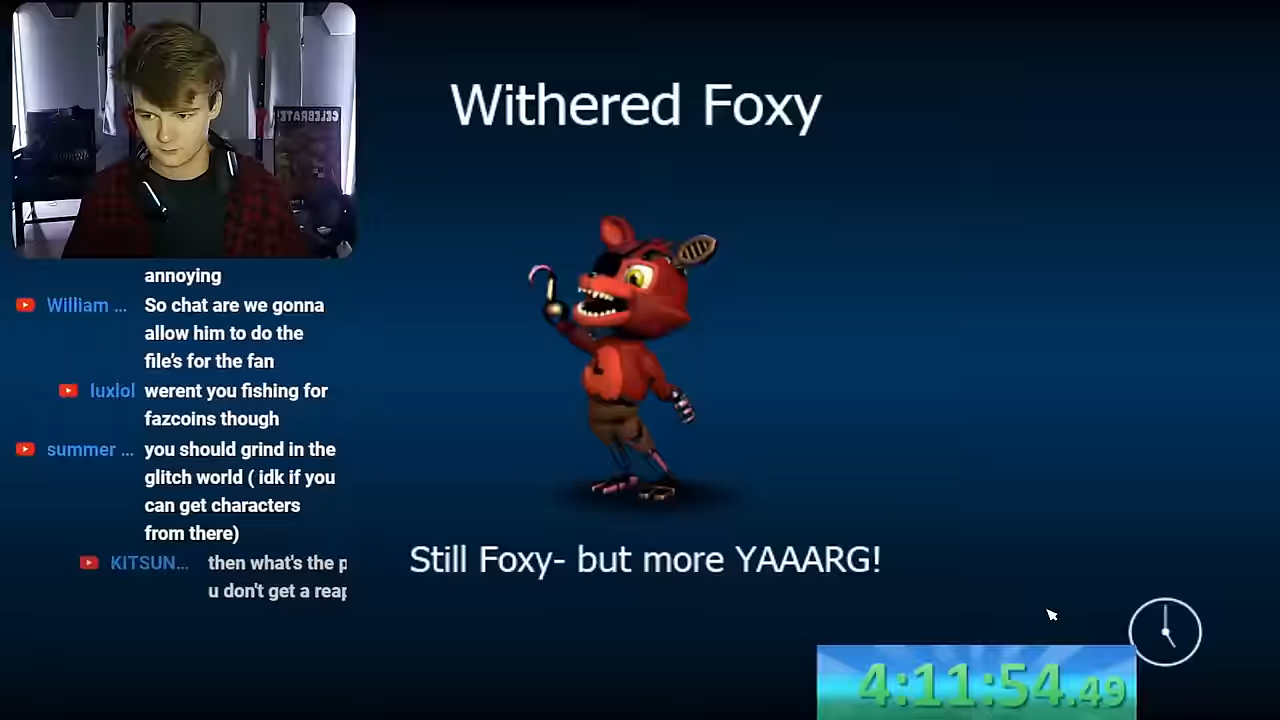 CELEBRATE!
Withered Foxy
annoying
William ... So chat are we gonna
allow him to do the
file's for the fan
luxlol werent you fishing for
fazcoins though
summer ... you should grind in the
glitch world ( idk if you
can get characters
from there)
KITSUN... then what's the p
u don't get a reap
Still Foxy- but more YAAARG!
4:11:54.49